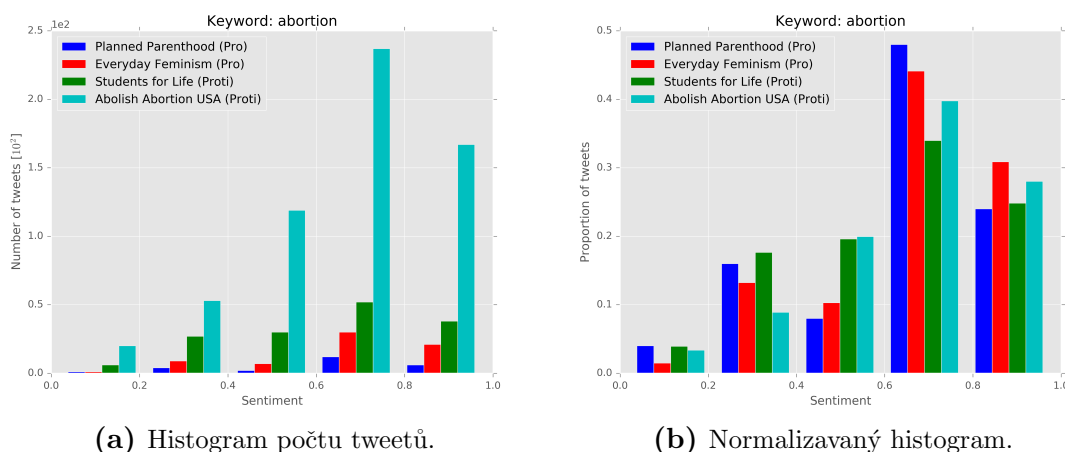 Keyword: abortion
1e2
2.5
2.0
1.5
1.0
0.5
0.0
Number of tweets [10²]
Planned Parenthood (Pro)
Everyday Feminism (Pro)
Students for Life (Proti)
Abolish Abortion USA (Proti)
0.0 0.2 0.4 0.6 0.8 1.0
Sentiment
(a) Histogram počtu tweetů.
Keyword: abortion
0.5
0.4
0.3
0.2
0.1
0.0
Proportion of tweets
Planned Parenthood (Pro)
Everyday Feminism (Pro)
Students for Life (Proti)
Abolish Abortion USA (Proti)
0.0 0.2 0.4 0.6 0.8 1.0
Sentiment
(b) Normalizavaný histogram.